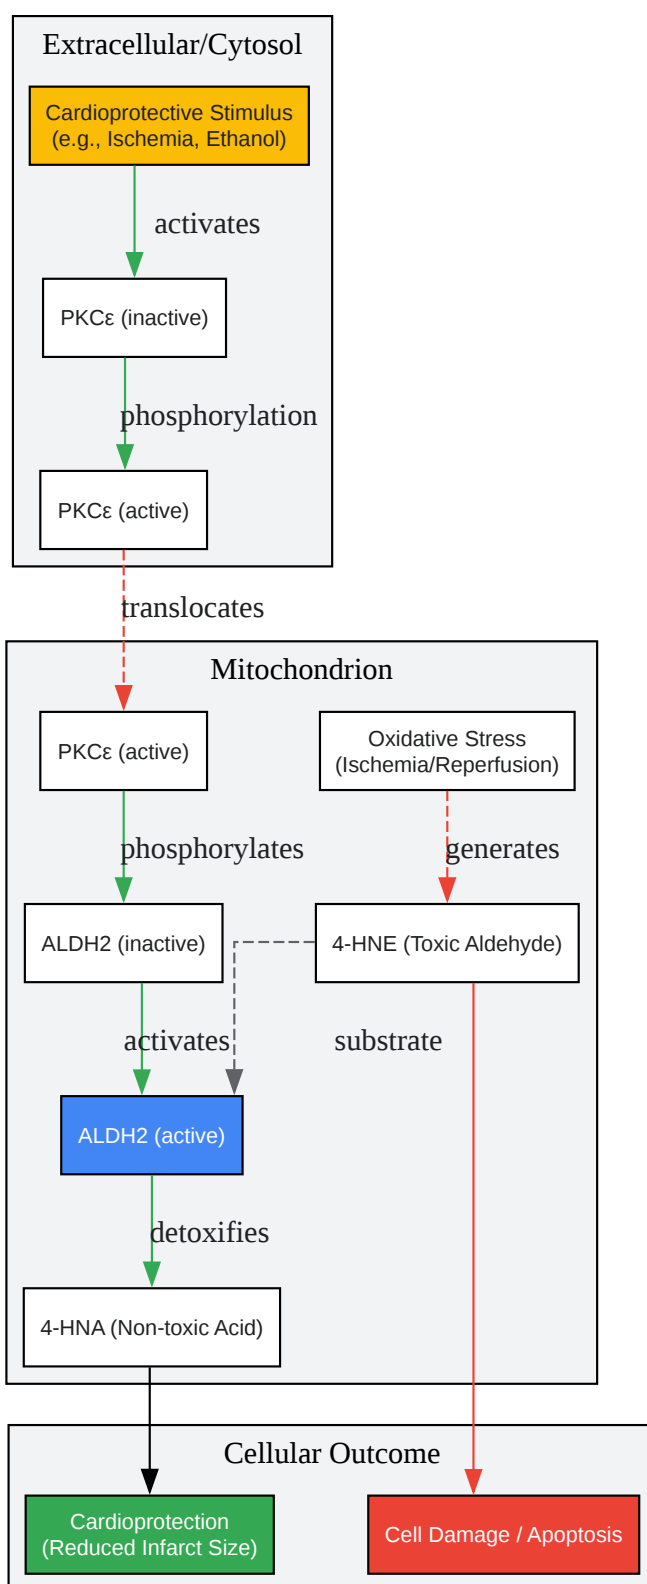 Extracellular/Cytosol
Cardioprotective Stimulus
(e.g., Ischemia, Ethanol)
activates
PKCε (inactive)
phosphorylation
PKCε (active)
translocates
Mitochondrion
PKCε (active)
Oxidative Stress
(Ischemia/Reperfusion)
phosphorylates
generates
ALDH2 (inactive)
4-HNE (Toxic Aldehyde)
activates
substrate
ALDH2 (active)
detoxifies
4-HNA (Non-toxic Acid)
Cellular Outcome
Cardioprotection
(Reduced Infarct Size)
Cell Damage / Apoptosis